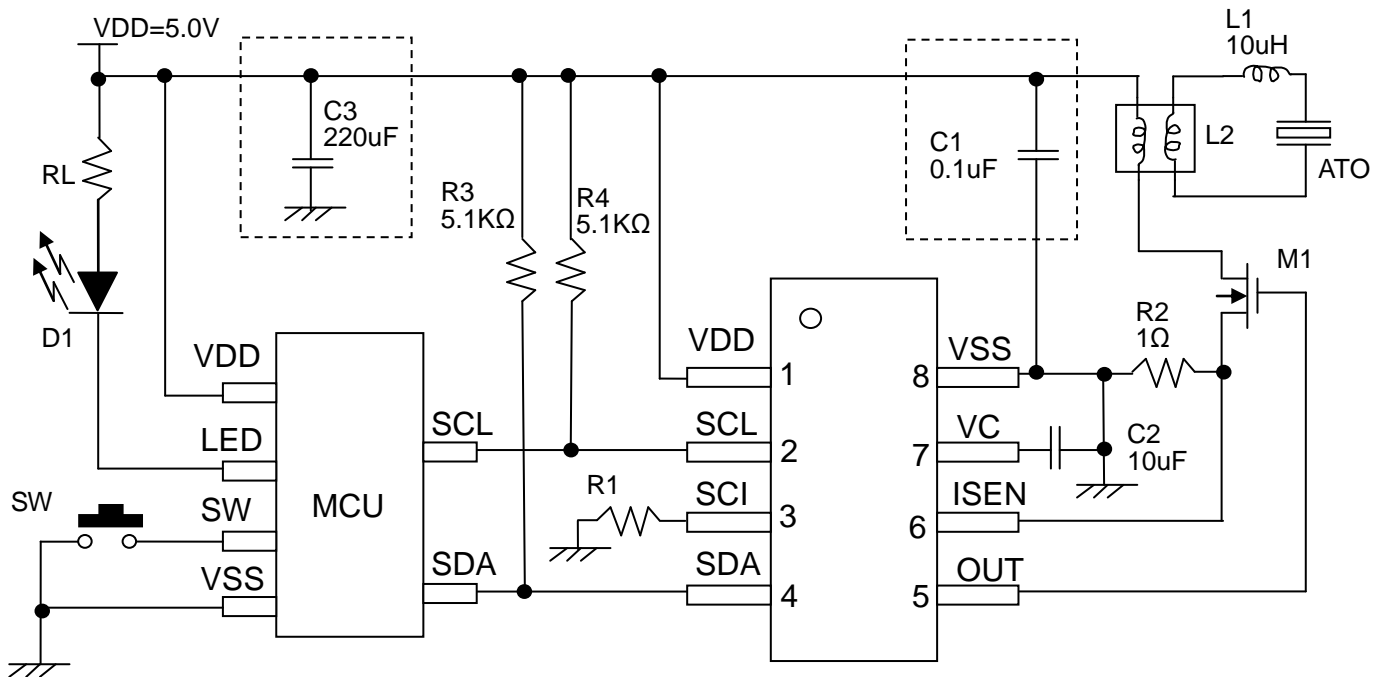 VDD=5.0V
L1
10uH
C3
220uF
C1
0.1uF
L2
ATO
RL
R3
5.1KΩ
R4
5.1KΩ
M1
D1
R2
1Ω
VDD
LED
SW
SW
VSS
MCU
SCL
SDA
R1
VDD
1
SCL
2
SCI
3
SDA
4
8
VSS
7
VC
C2
10uF
6
ISEN
5
OUT